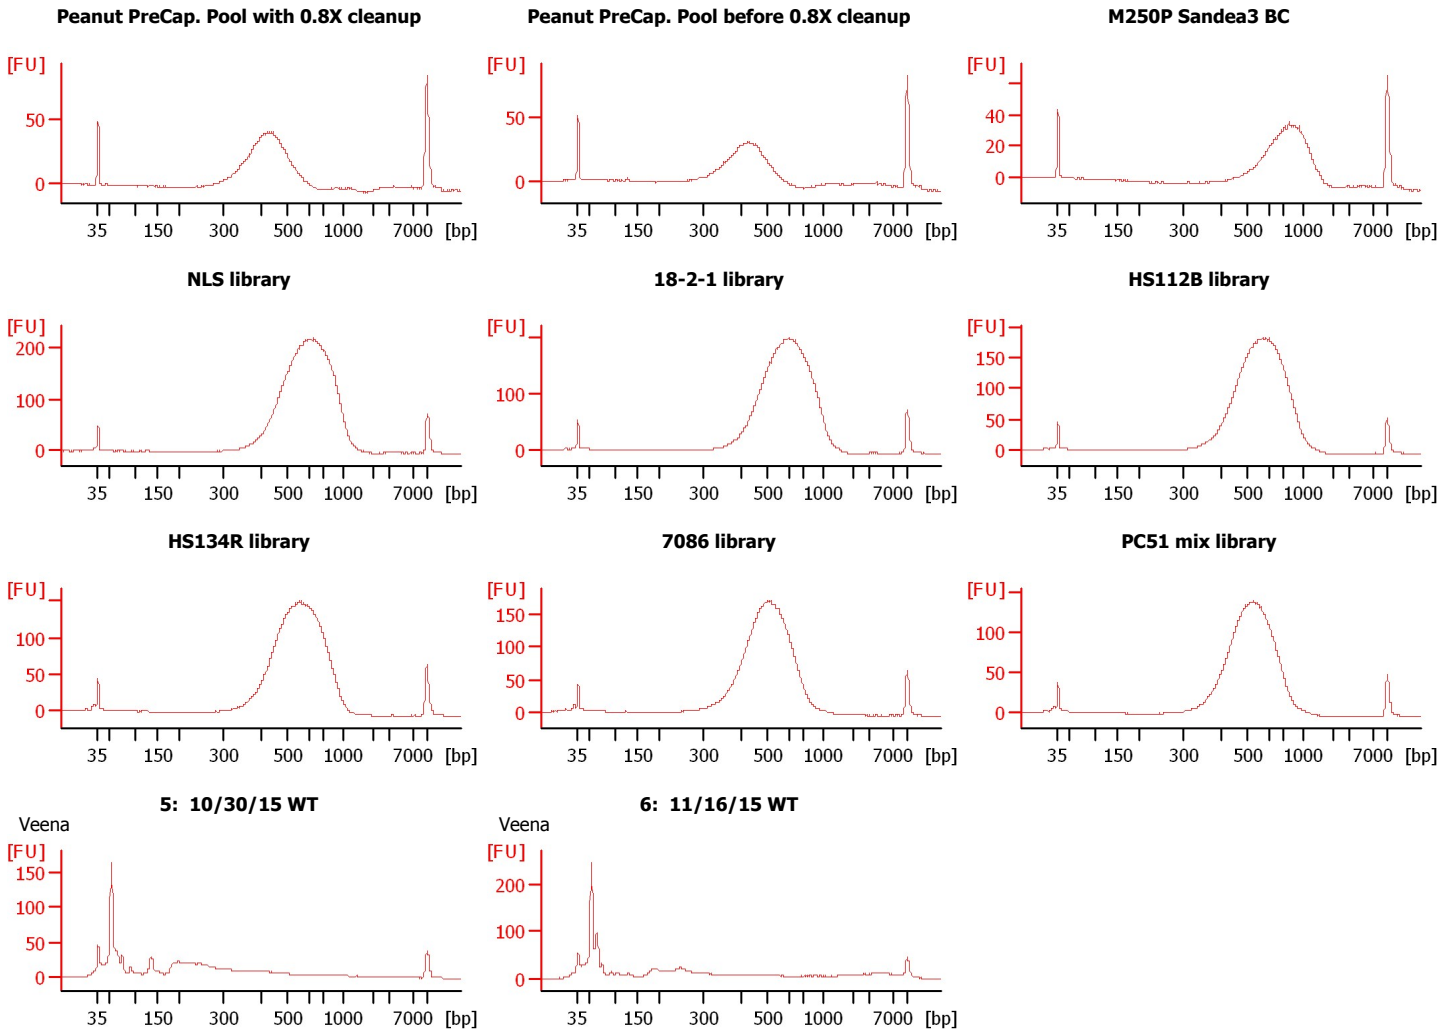 Peanut PreCap. Pool with 0.8X cleanup
[FU]
50
0
35 150 300 500 1000 7000 [bp]
Peanut PreCap. Pool before 0.8X cleanup
[FU]
50
0
35 150 300 500 1000 7000 [bp]
M250P Sandea3 BC
[FU]
40
20
0
35 150 300 500 1000 7000 [bp]
NLS library
[FU]
200
100
0
35 150 300 500 1000 7000 [bp]
18-2-1 library
[FU]
100
0
35 150 300 500 1000 7000 [bp]
HS112B library
[FU]
150
100
50
0
35 150 300 500 1000 7000 [bp]
HS134R library
[FU]
100
50
0
35 150 300 500 1000 7000 [bp]
7086 library
[FU]
150
100
50
0
35 150 300 500 1000 7000 [bp]
PC51 mix library
[FU]
100
50
0
35 150 300 500 1000 7000 [bp]
5: 10/30/15 WT
Veena
[FU]
150
100
50
0
35 150 300 500 1000 7000 [bp]
6: 11/16/15 WT
Veena
[FU]
200
100
0
35 150 300 500 1000 7000 [bp]